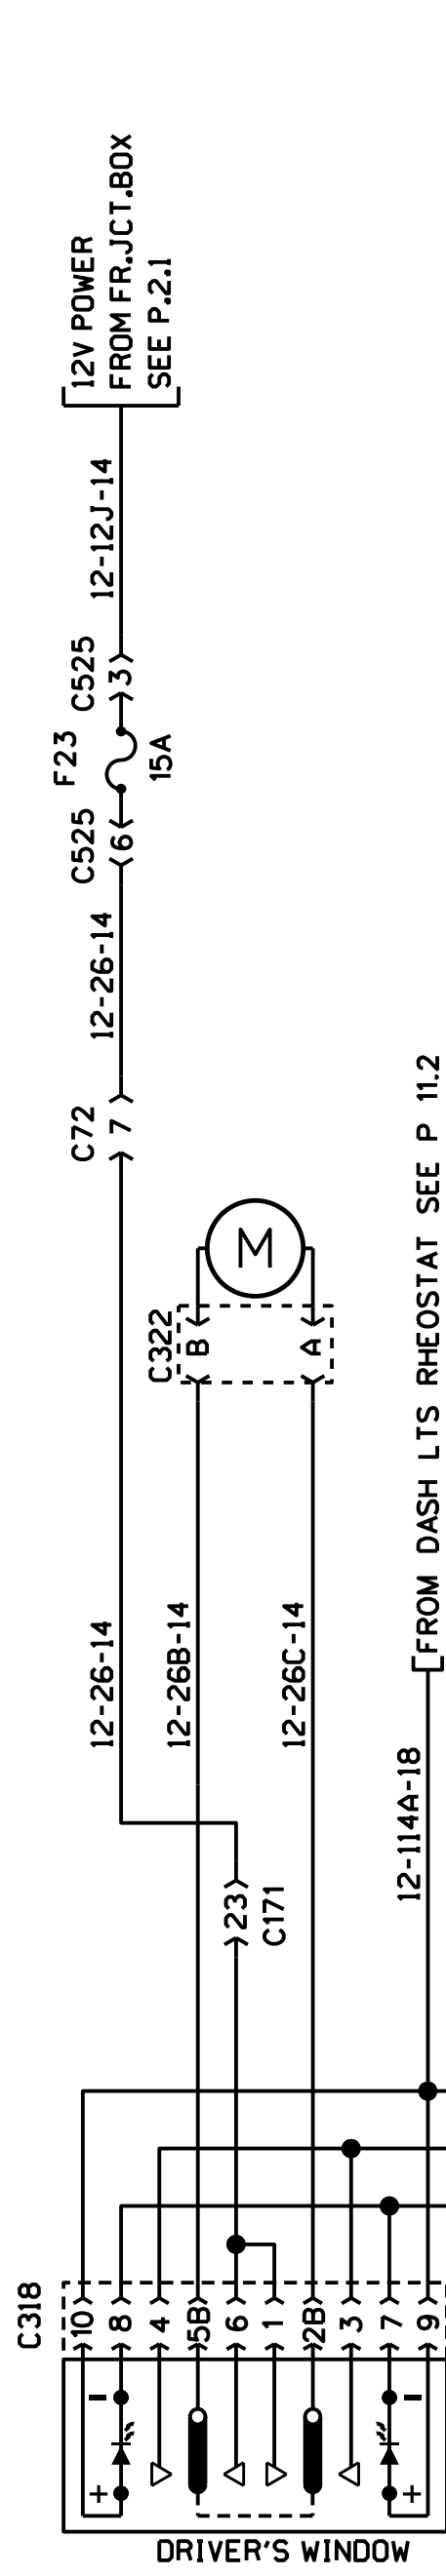 12V POWER
FROM FR.JCT.BOX
SEE P.2.1
12-12J-14
C525
3
F23
15A
C525
6
12-26-14
C72
7
M
C322
B
A
FROM DASH LTS RHEOSTAT SEE P 11.2
12-26-14
12-26B-14
12-26C-14
12-114A-18
23
C171
C318
10
8
4
5B
6
1
2B
3
7
9
-
-
+
+
DRIVER'S WINDOW